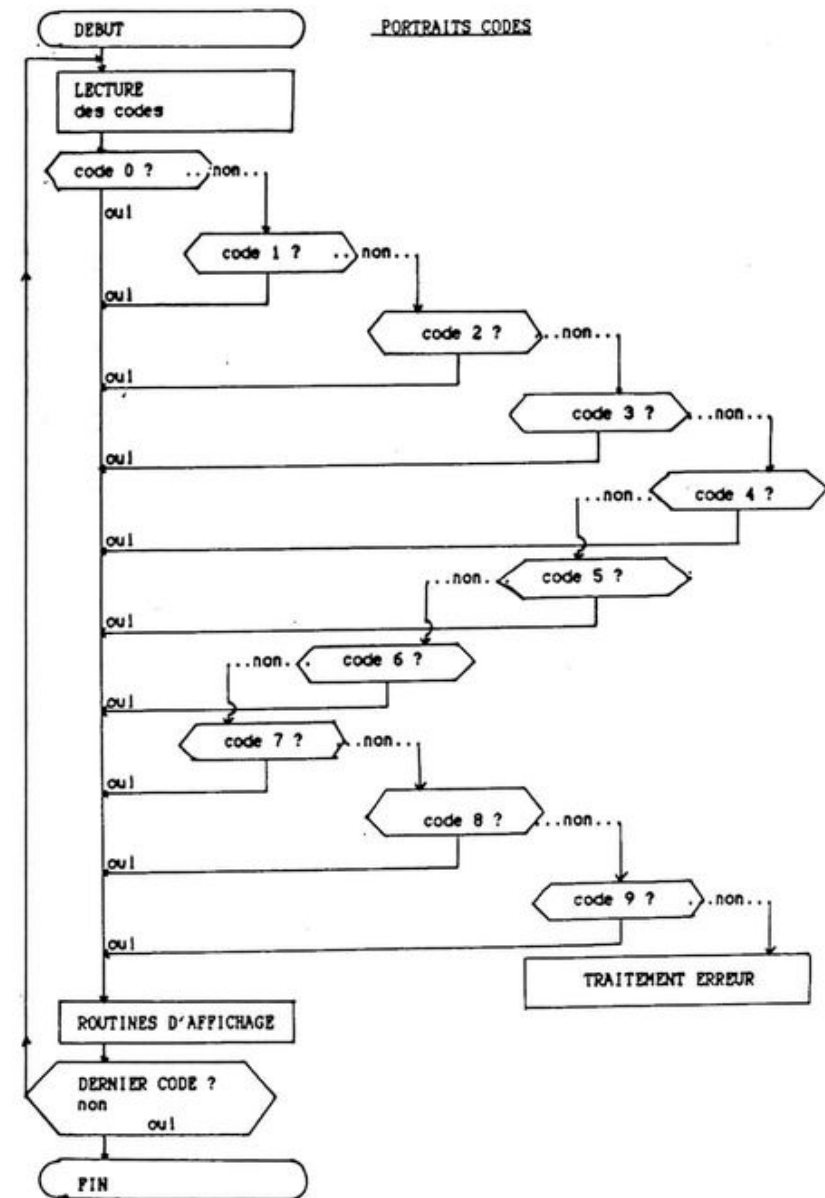 DEBUT
PORTRAITS CODES
LECTURE
des codes
code 0 ?
...non...
oui
code 1 ?
...non...
oui
code 2 ?
...non...
oui
code 3 ?
...non...
oui
code 4 ?
...non...
oui
code 5 ?
...non...
oui
code 6 ?
...non...
oui
code 7 ?
...non...
oui
code 8 ?
...non...
oui
code 9 ?
...non...
oui
TRAITEMENT ERREUR
ROUTINES D'AFFICHAGE
DERNIER CODE ?
non
oui
FIN